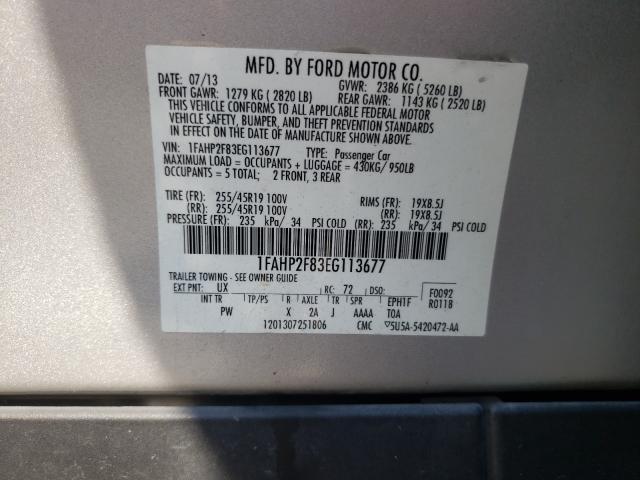 MFD. BY FORD MOTOR CO.
DATE: 07/13 GVWR: 2386 KG ( 5260 LB)
FRONT GAWR: 1279 KG ( 2820 LB) REAR GAWR: 1143 KG ( 2520 LB)
THIS VEHICLE CONFORMS TO ALL APPLICABLE FEDERAL MOTOR
VEHICLE SAFETY, BUMPER, AND THEFT PREVENTION STANDARDS
IN EFFECT ON THE DATE OF MANUFACTURE SHOWN ABOVE.
VIN: 1FAHP2F83EG113677 TYPE: Passenger Car
MAXIMUM LOAD = OCCUPANTS + LUGGAGE = 430KG/ 950LB
OCCUPANTS = 5 TOTAL; 2 FRONT, 3 REAR
TIRE (FR): 255/45R19 100V RIMS (FR): 19X8.5J
(RR): 255/45R19 100V (RR): 19X8.5J
PRESSURE (FR): 235 kPa/ 34 PSI COLD (RR): 235 kPa/ 34 PSI COLD
1FAHP2F83EG113677
TRAILER TOWING - SEE OWNER GUIDE
EXT PNT: UX RC: 72 DSO: F0092
INT TR TP/PS R AXLE TR SPR EPH1F R0118
PW X 2A J AAAA TOA
1201307251806 CMC 5U5A-5420472-AA